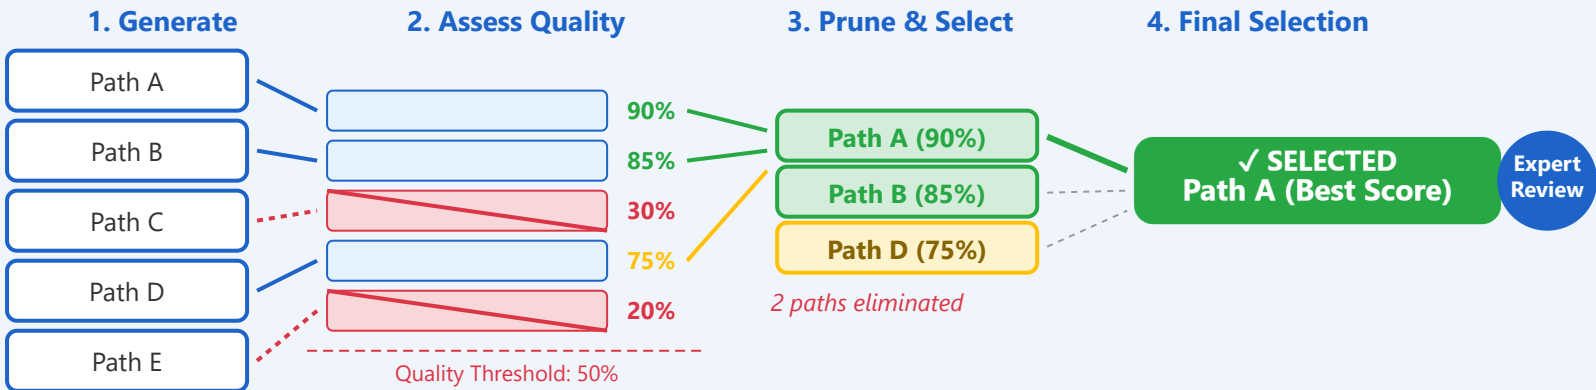 1. Generate
2. Assess Quality
3. Prune & Select
4. Final Selection
Path A
Path B
Path C
Path D
Path E
90%
85%
30%
75%
20%
Quality Threshold: 50%
Path A (90%)
Path B (85%)
Path D (75%)
2 paths eliminated
✓ SELECTED
Path A (Best Score)
Expert
Review